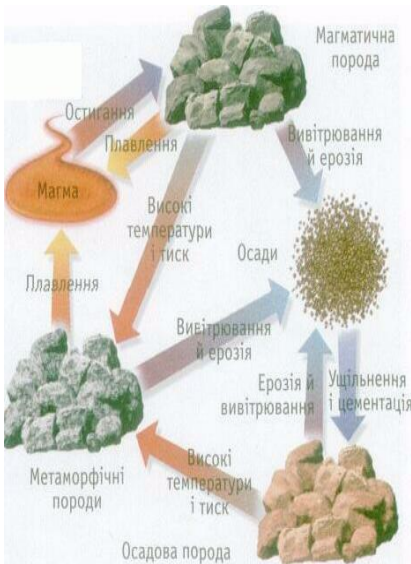 Магматична
порода
Остигання
Плавлення
Вивітрювання
й ерозія
Магма
Високі
температури
і тиск
Осади
Плавлення
Вивітрювання
й ерозія
Ерозія й
вивітрювання
Ущільнення
і цементація
Метаморфічні
породи
Високі
температури
і тиск
Осадова порода